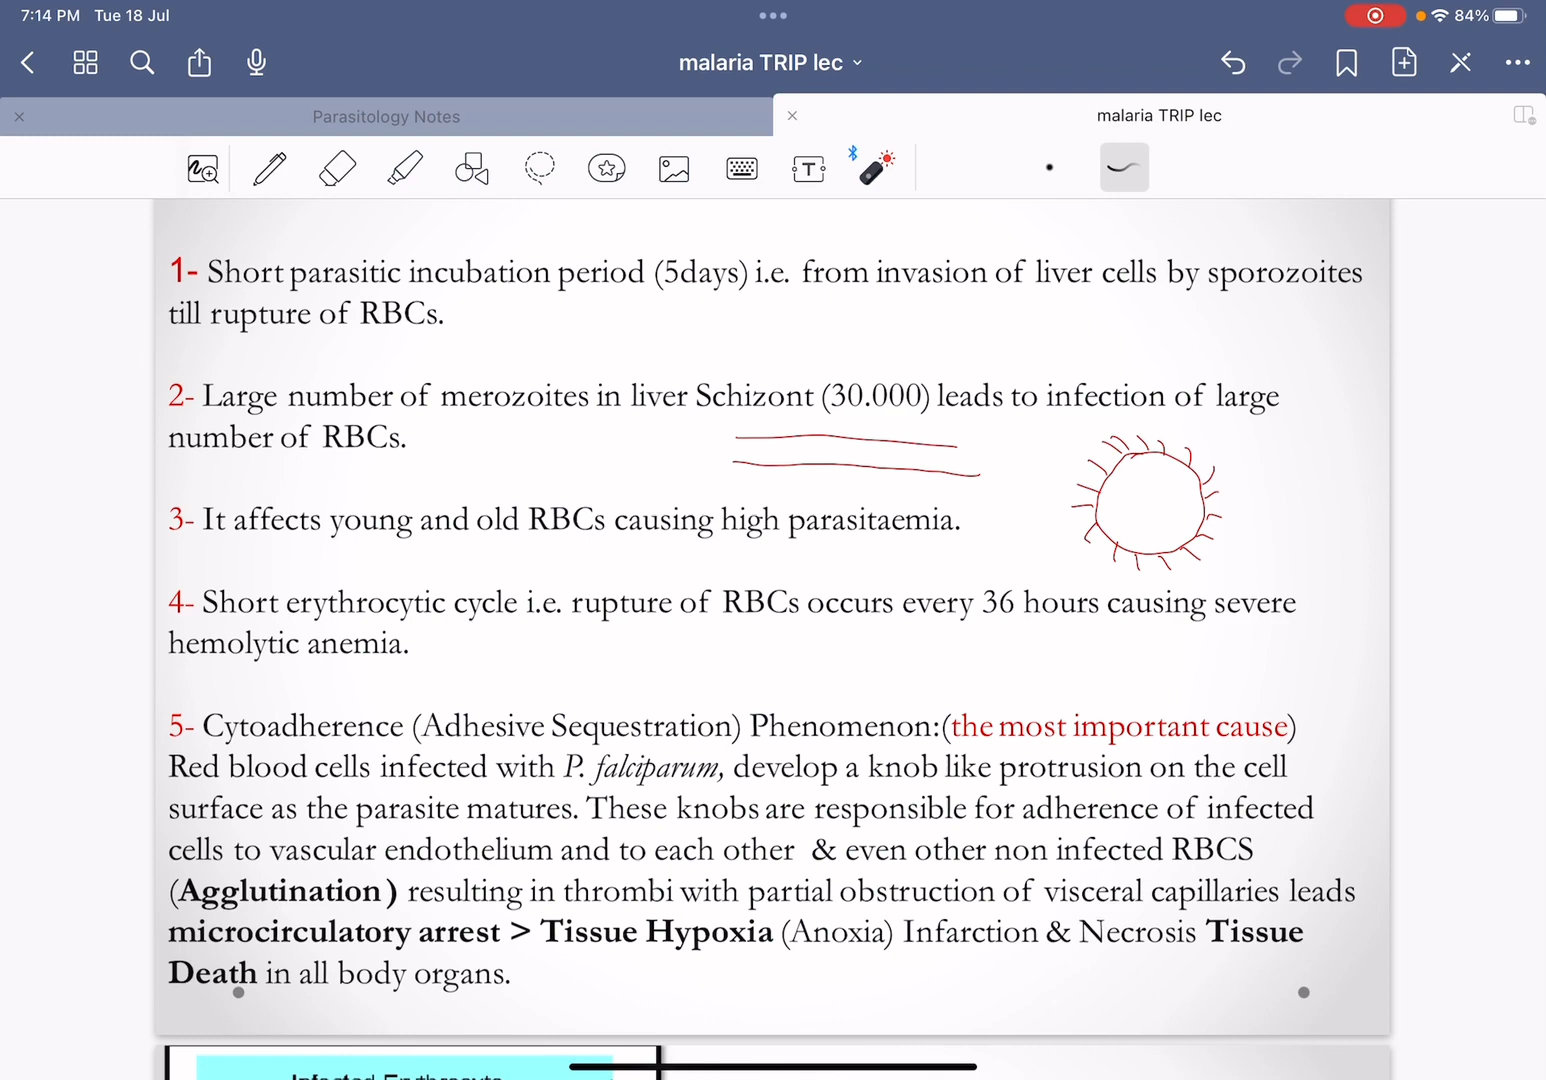 7:14 PM Tue 18 Jul
84%
malaria TRIP lec
Parasitology Notes
malaria TRIP lec
1- Short parasitic incubation period (5days) i.e. from invasion of liver cells by sporozoites
till rupture of RBCs.
2- Large number of merozoites in liver Schizont (30.000) leads to infection of large
number of RBCs.
3- It affects young and old RBCs causing high parasitaemia.
4- Short erythrocytic cycle i.e. rupture of RBCs occurs every 36 hours causing severe
hemolytic anemia.
5- Cytoadherence (Adhesive Sequestration) Phenomenon:(the most important cause)
Red blood cells infected with P. falciparum, develop a knob like protrusion on the cell
surface as the parasite matures. These knobs are responsible for adherence of infected
cells to vascular endothelium and to each other & even other non infected RBCS
(Agglutination) resulting in thrombi with partial obstruction of visceral capillaries leads
microcirculatory arrest > Tissue Hypoxia (Anoxia) Infarction & Necrosis Tissue
Death in all body organs.
Infected Erythrocyte